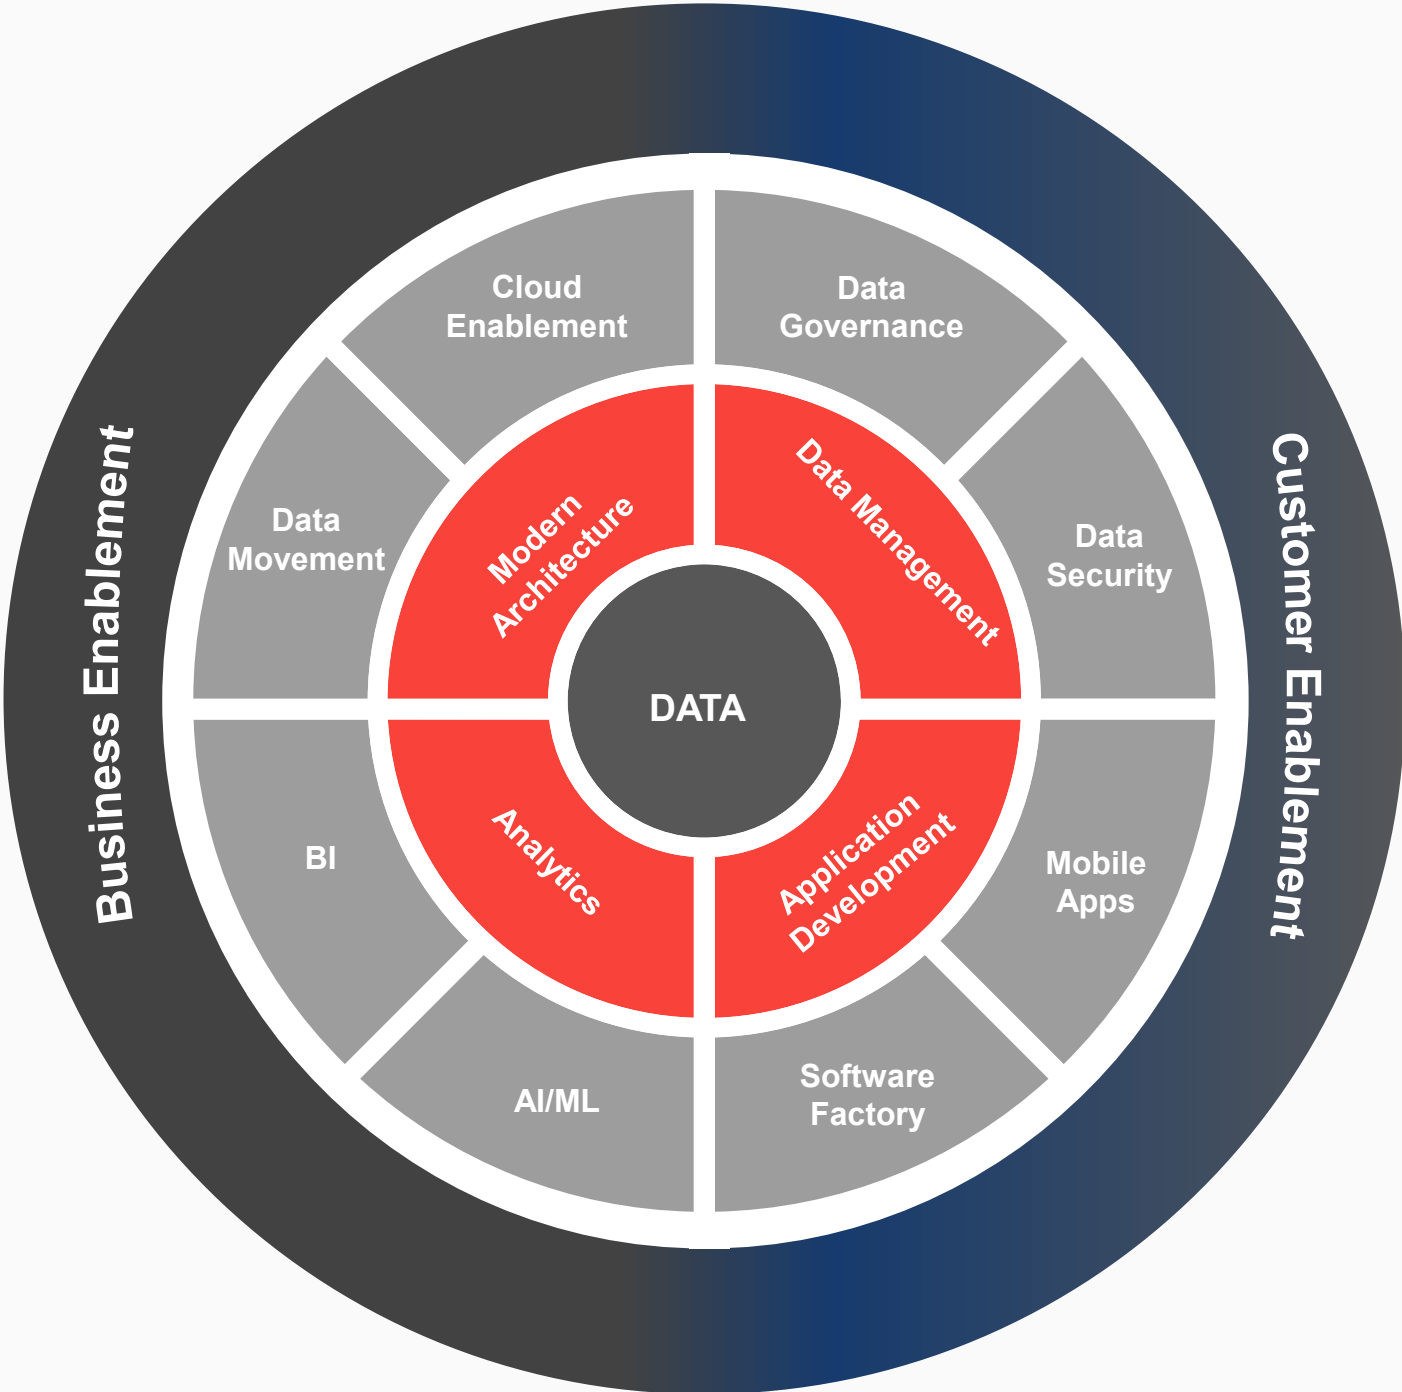 Cloud
Enablement
Data
Governance
Data
Movement
Data
Security
Modern
Architecture
Data Management
DATA
Business Enablement
Customer Enablement
Analytics
Application
Development
BI
Mobile
Apps
AI/ML
Software
Factory